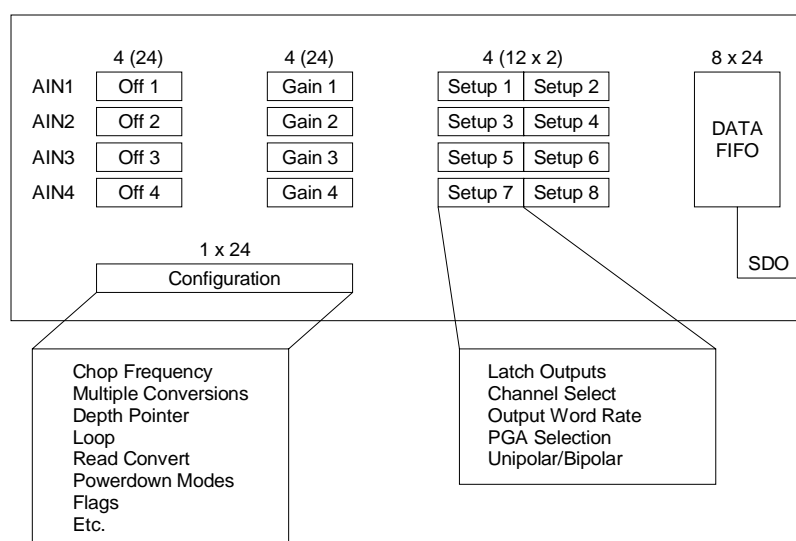 4 (24) 4 (24) 4 (12 x 2) 8 x 24
AIN1 Off 1 Gain 1 Setup 1 Setup 2
AIN2 Off 2 Gain 2 Setup 3 Setup 4
AIN3 Off 3 Gain 3 Setup 5 Setup 6
AIN4 Off 4 Gain 4 Setup 7 Setup 8
DATA
FIFO
SDO
1 x 24
Configuration
Chop Frequency
Multiple Conversions
Depth Pointer
Loop
Read Convert
Powerdown Modes
Flags
Etc.
Latch Outputs
Channel Select
Output Word Rate
PGA Selection
Unipolar/Bipolar